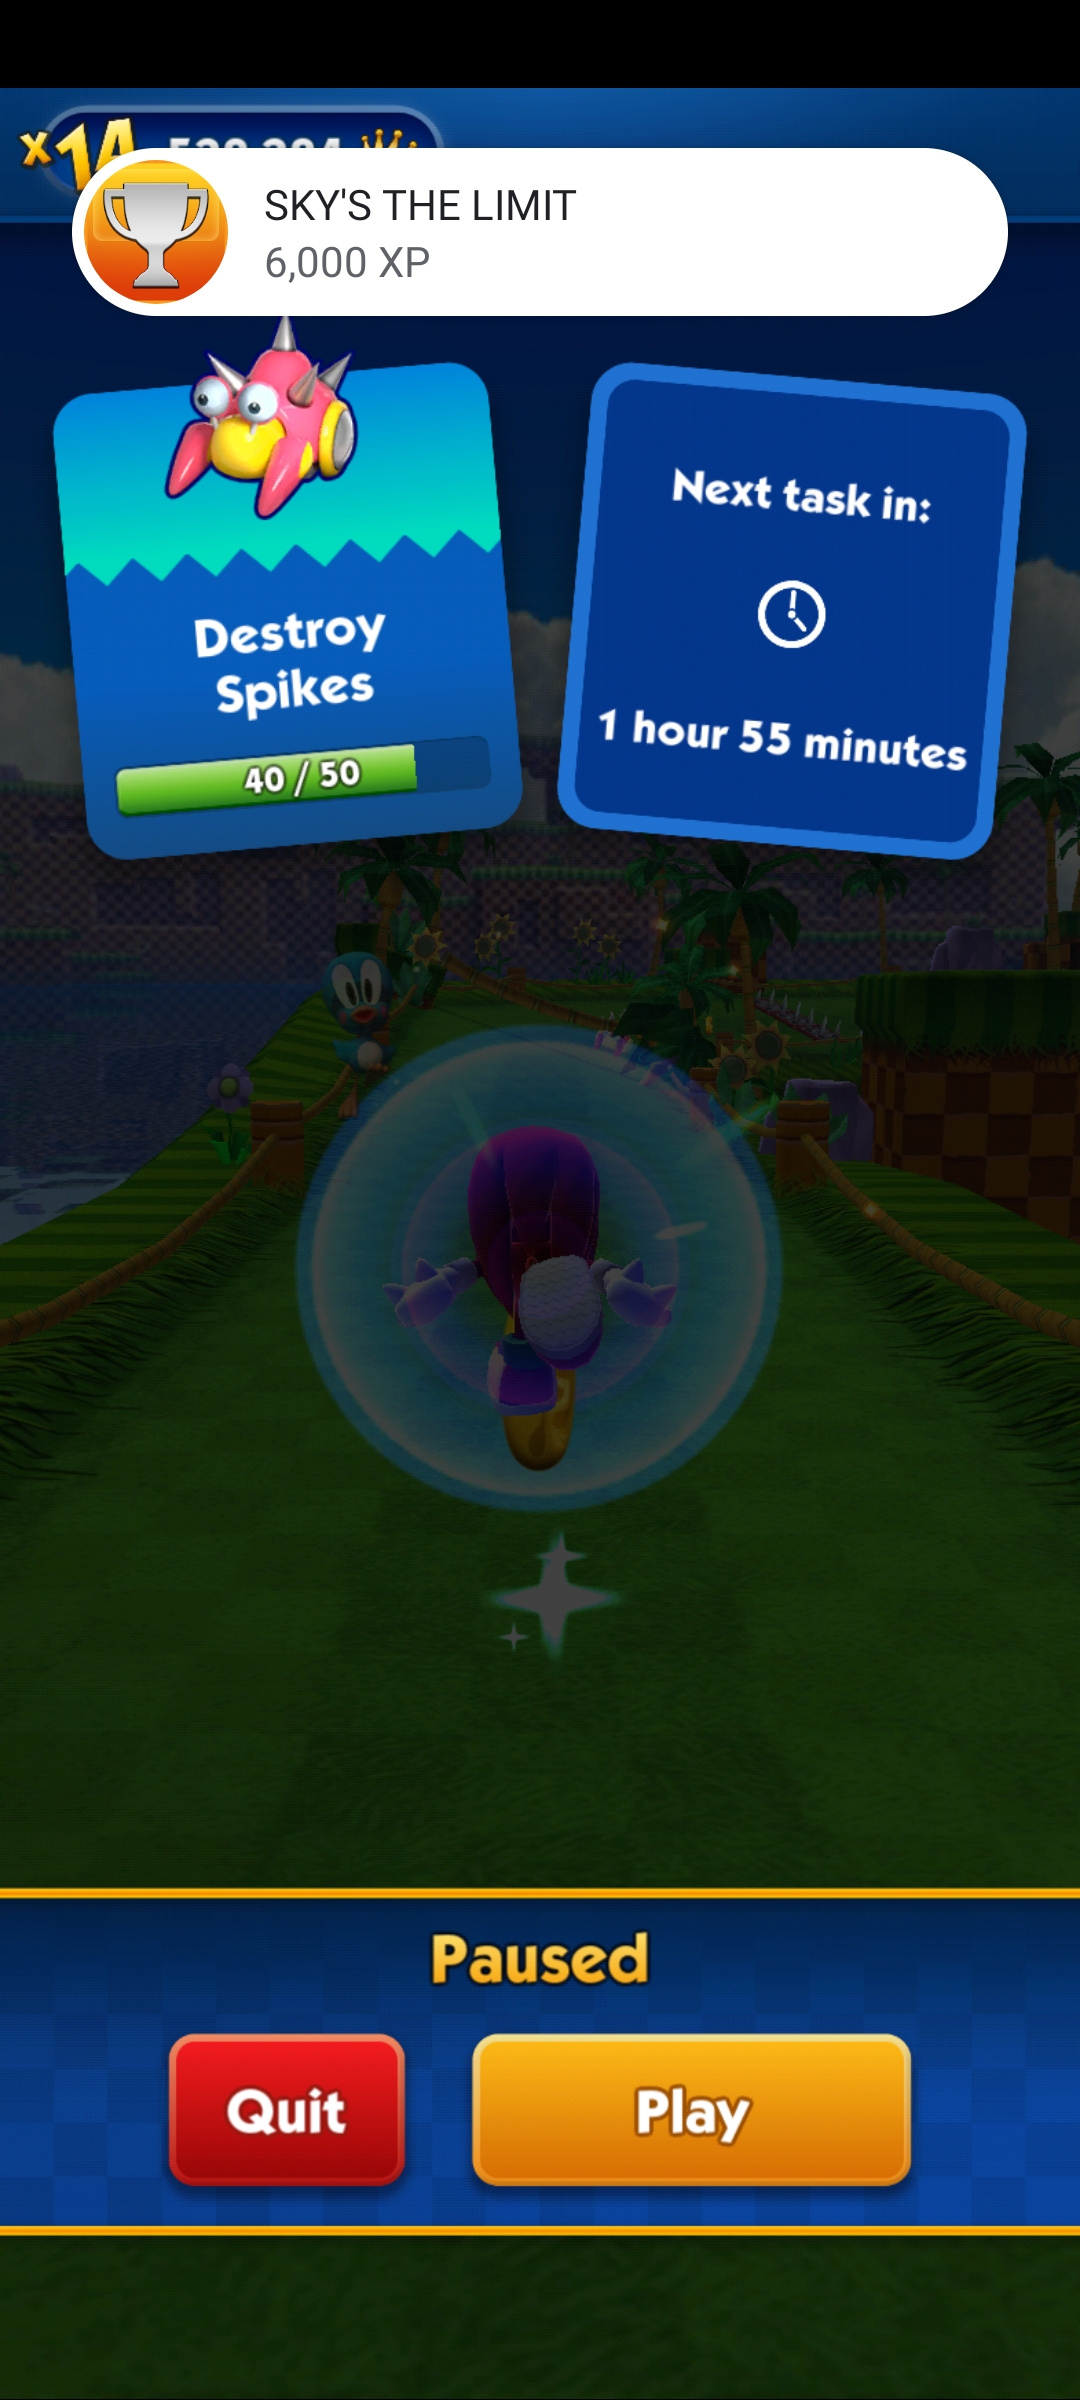 x14
SKY'S THE LIMIT
6,000 XP
Destroy
Spikes
40 / 50
Next task in:
1 hour 55 minutes
Paused
Quit
Play